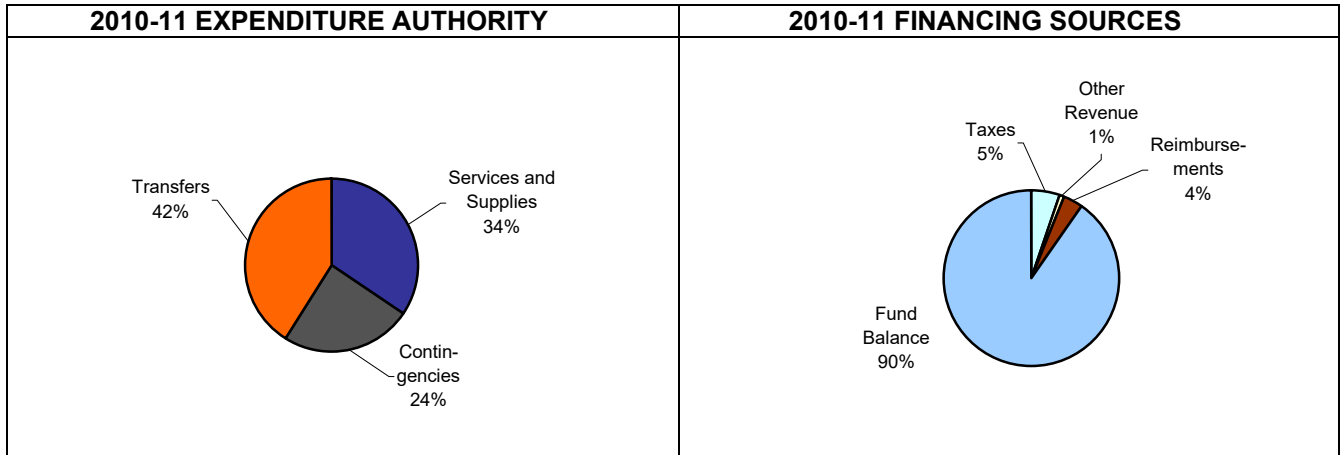 2010-11 EXPENDITURE AUTHORITY
Transfers
42%
Services and
Supplies
34%
Contin-
gencies
24%
2010-11 FINANCING SOURCES
Taxes
5%
Other
Revenue
1%
Reimburse-
ments
4%
Fund
Balance
90%